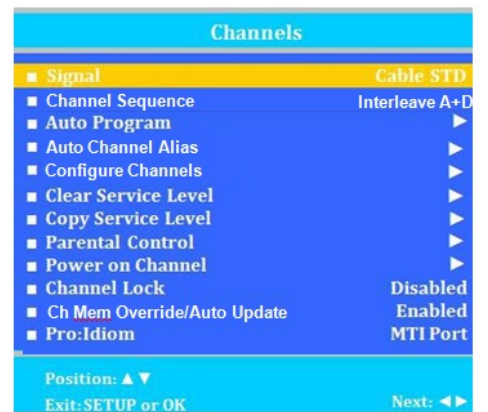 Channels
■ Signal Cable STD
■ Channel Sequence Interleave A+D
■ Auto Program ▶
■ Auto Channel Alias ▶
■ Configure Channels ▶
■ Clear Service Level ▶
■ Copy Service Level ▶
■ Parental Control ▶
■ Power on Channel ▶
■ Channel Lock Disabled
■ Ch Mem Override/Auto Update Enabled
■ Pro:Idiom MTI Port
Position: ▲ ▼
Exit: SETUP or OK Next: ◀ ▶